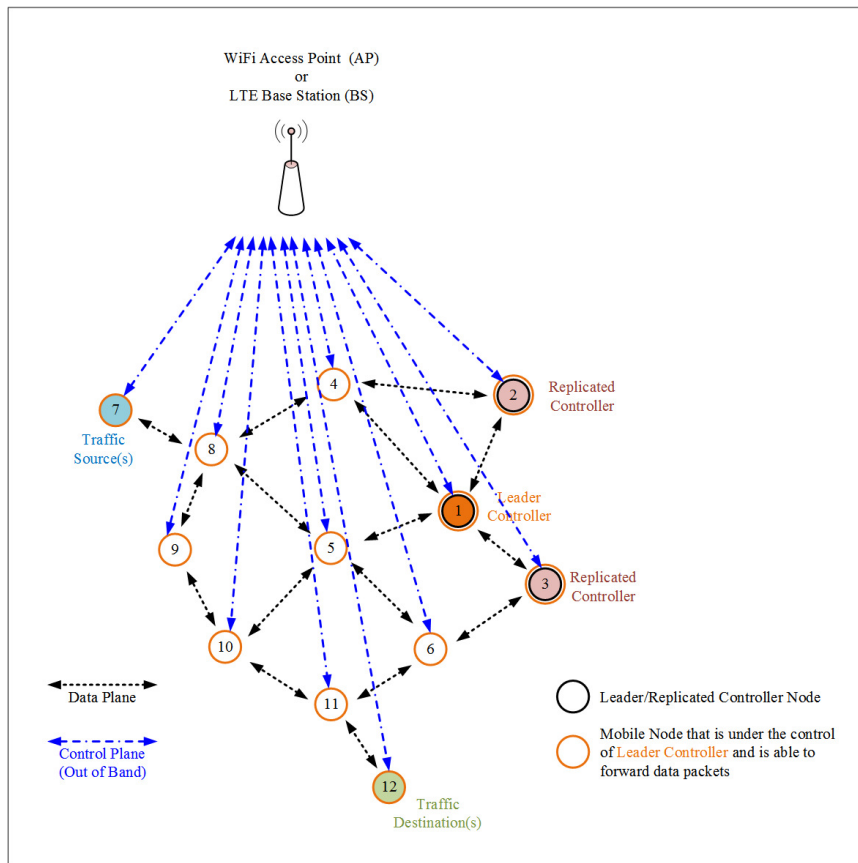 WiFi Access Point (AP)
or
LTE Base Station (BS)
4
2
Replicated
Controller
7
Traffic
Source(s)
8
1
Leader
Controller
9
5
3
Replicated
Controller
10
6
11
12
Traffic
Destination(s)
Data Plane
Control Plane
(Out of Band)
Leader/Replicated Controller Node
Mobile Node that is under the control
of Leader Controller and is able to
forward data packets